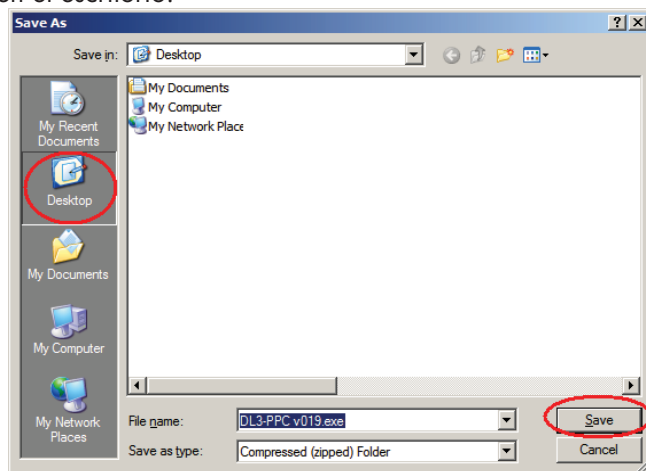 Save As
Save in:
Desktop
My Documents
My Computer
My Network Place
My Recent
Documents
Desktop
My Documents
My Computer
My Network
Places
File name:
DL3-PPC v019.exe
Save
Save as type:
Compressed (zipped) Folder
Cancel